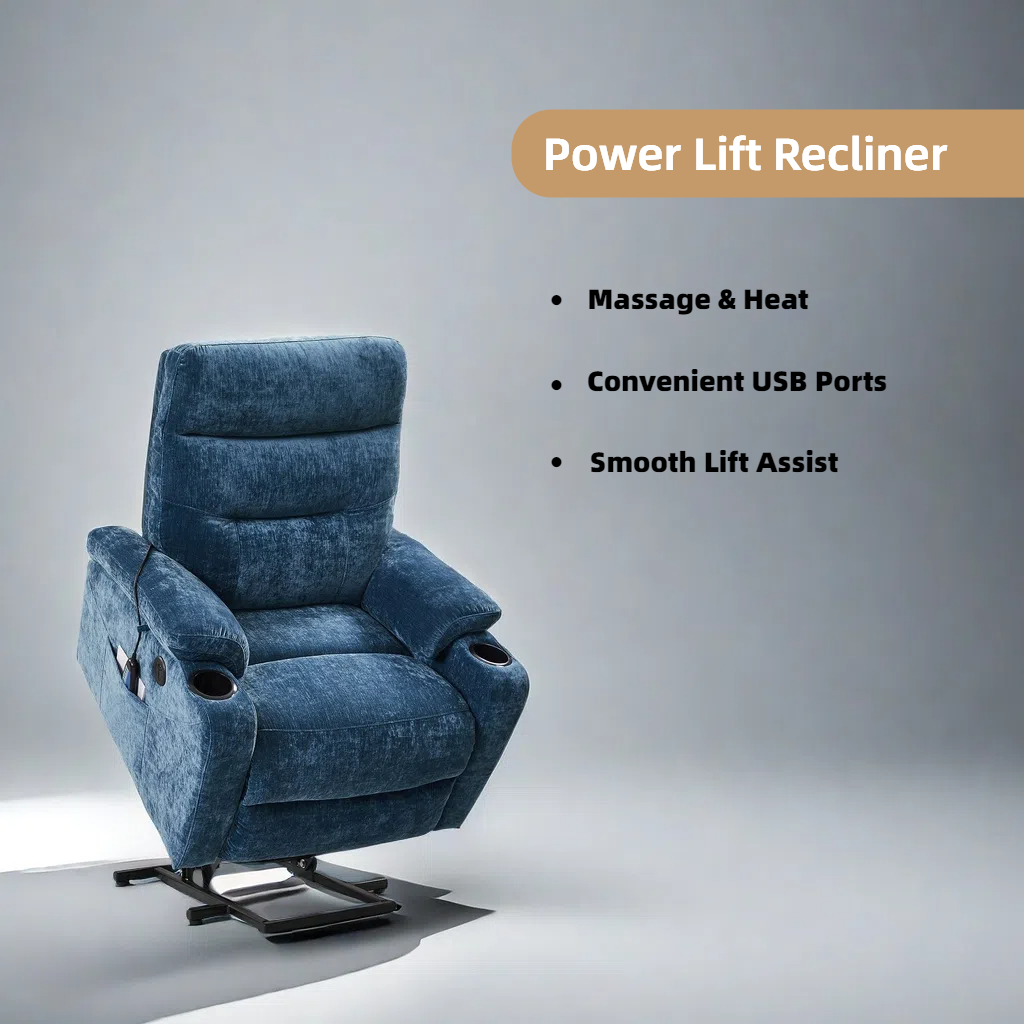 Power Lift Recliner
• Massage & Heat
• Convenient USB Ports
• Smooth Lift Assist